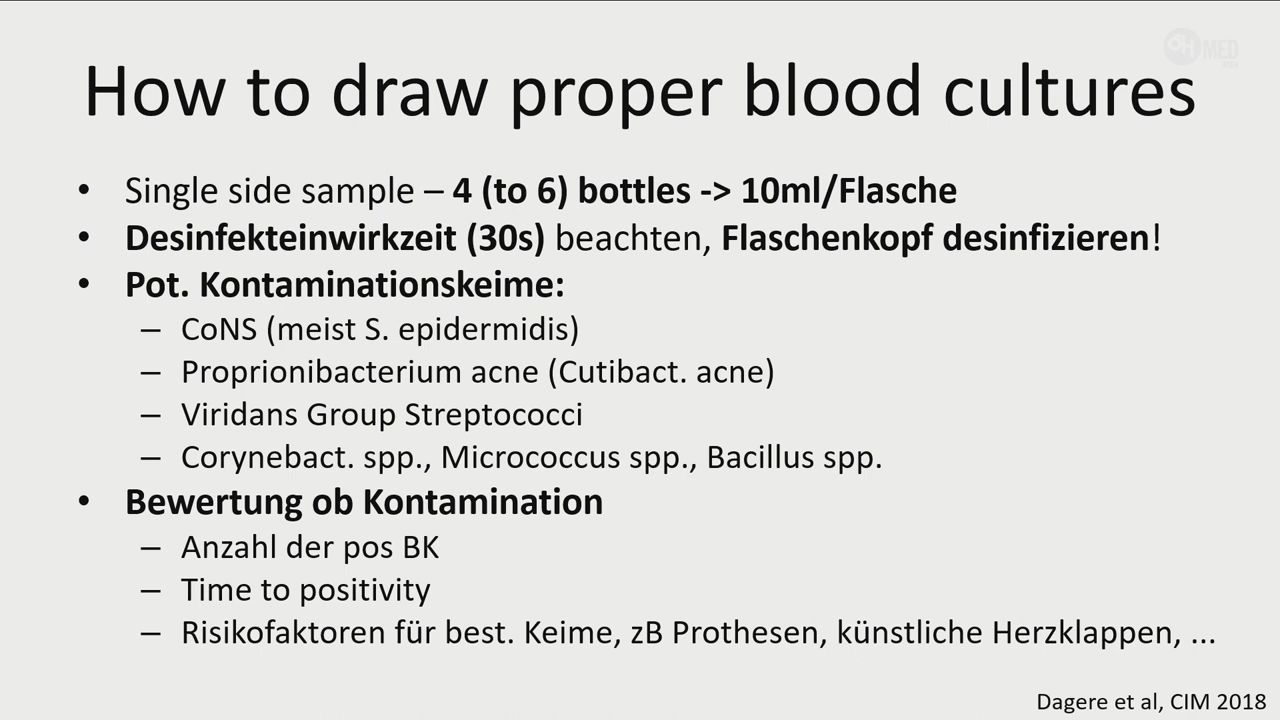 How to draw proper blood cultures
• Single side sample – 4 (to 6) bottles -> 10ml/Flasche
• Desinfekteinwirkzeit (30s) beachten, Flaschenkopf desinfizieren!
• Pot. Kontaminationskeime:
– CoNS (meist S. epidermidis)
– Proprionibacterium acne (Cutibact. acne)
– Viridans Group Streptococci
– Corynebact. spp., Micrococcus spp., Bacillus spp.
• Bewertung ob Kontamination
– Anzahl der pos BK
– Time to positivity
– Risikofaktoren für best. Keime, zB Prothesen, künstliche Herzklappen, ...
Dagere et al, CIM 2018